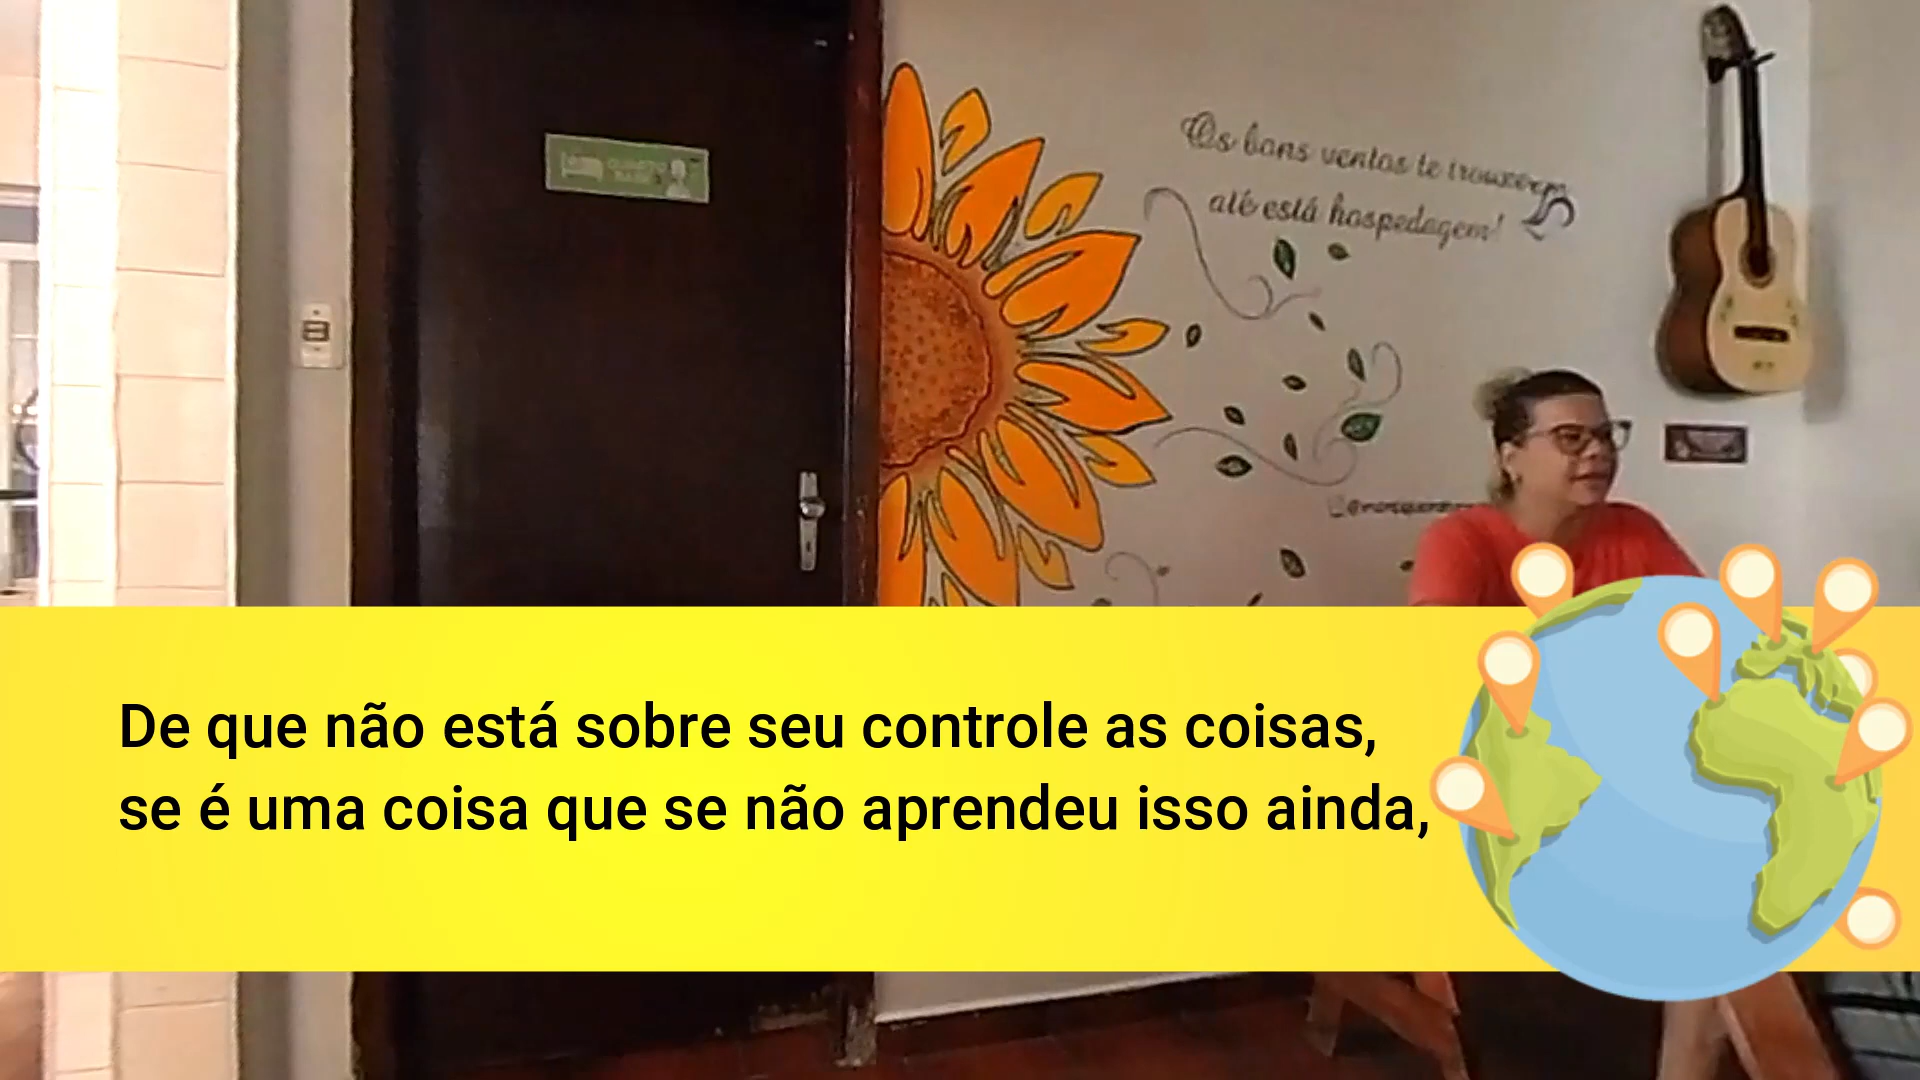 Os bons ventos te trouxeram
até está hospedagem!
De que não está sobre seu controle as coisas,
se é uma coisa que se não aprendeu isso ainda,